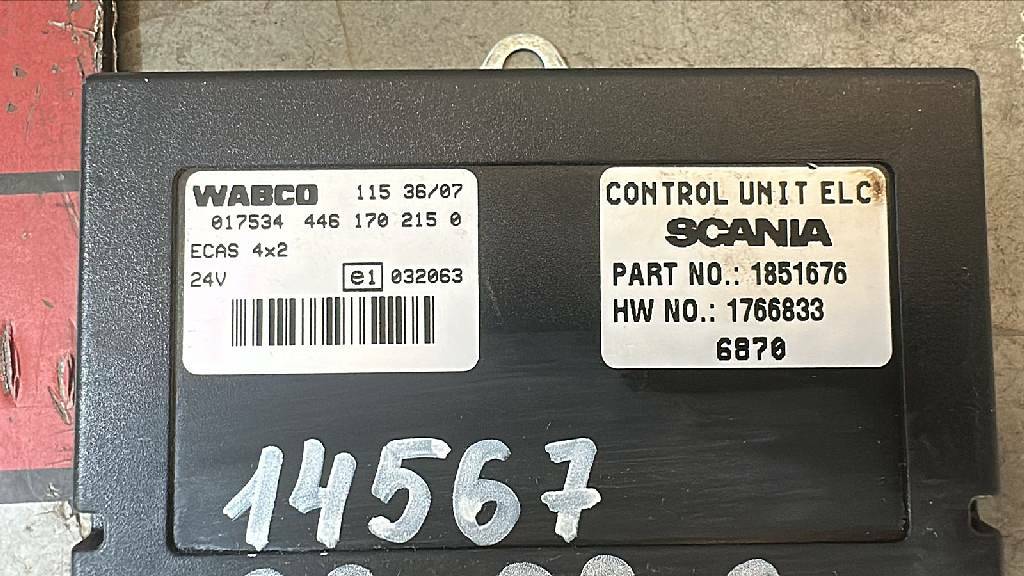 WABCO 115 36/07
017534 446 170 215 0
ECAS 4x2
24V e1 032063
CONTROL UNIT ELC
SCANIA
PART NO.: 1851676
HW NO.: 1766833
6870
14567